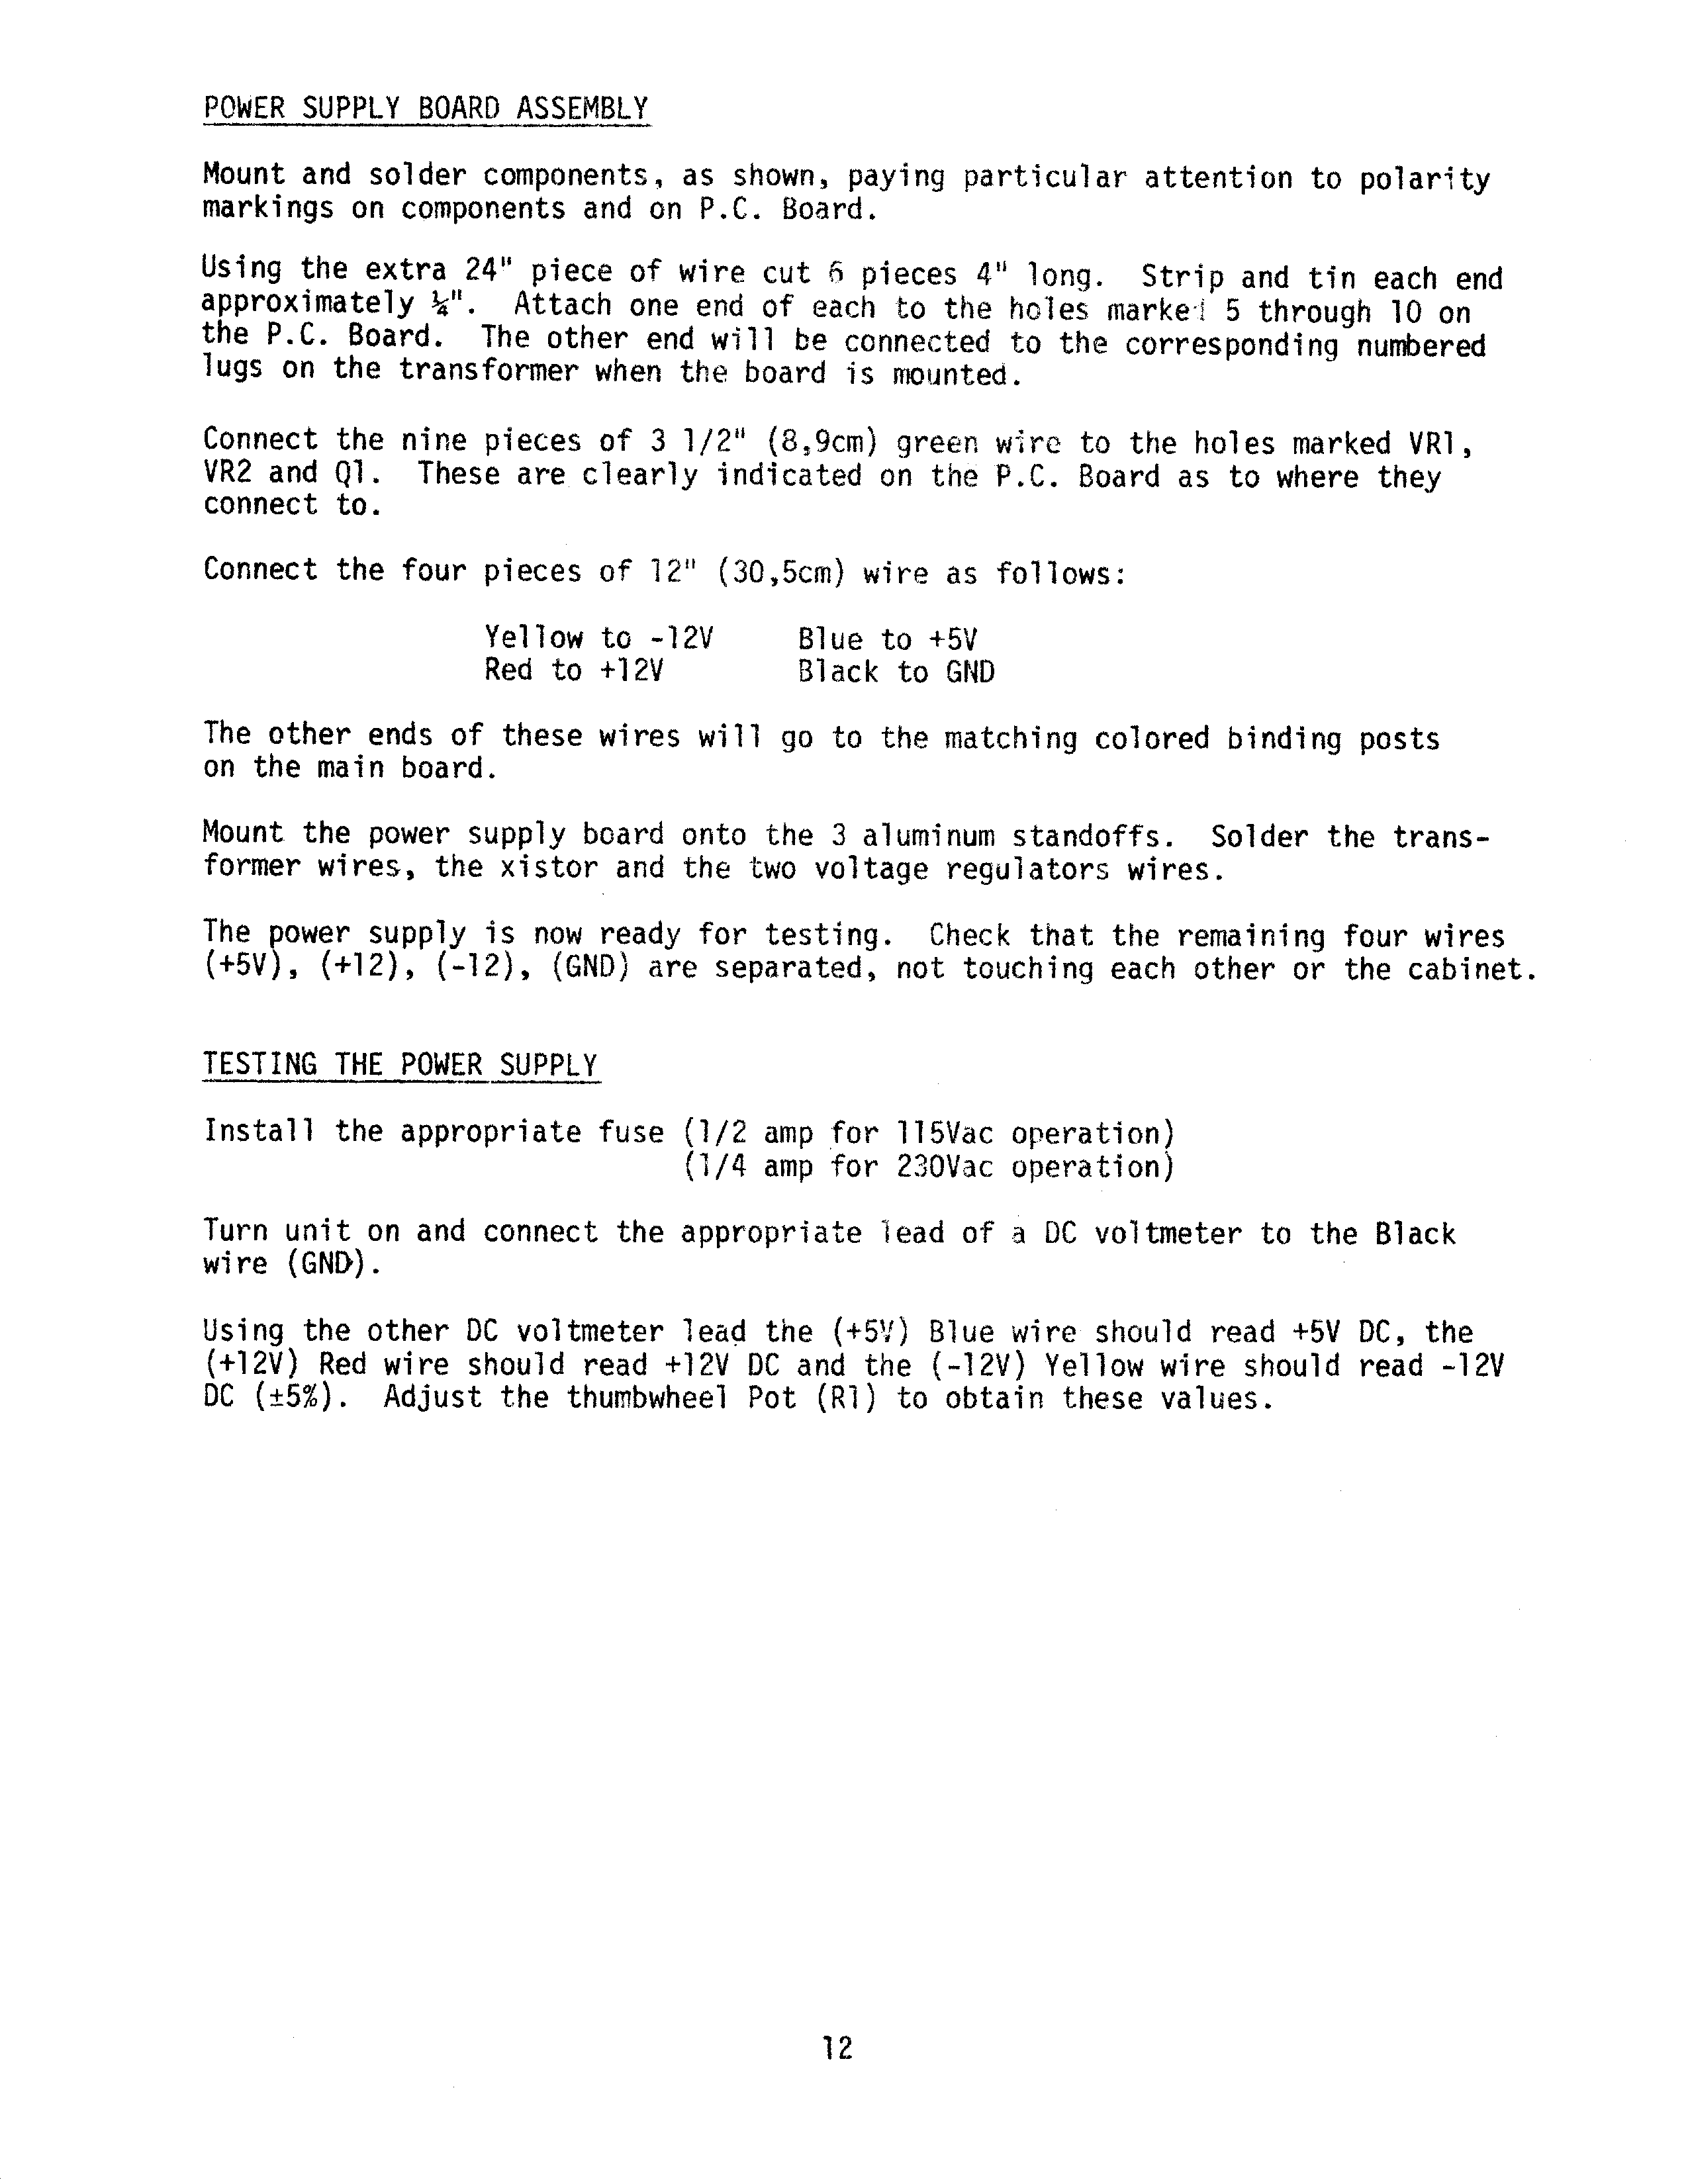 POWER SUPPLY BOARD ASSEMBLY
Mount and solder components, as shown, paying particular attention to polarity
markings on components and on P.C. Board.
Using the extra 24" piece of wire cut 6 pieces 4" long. Strip and tin each end
approximately ¼". Attach one end of each to the holes marked 5 through 10 on
the P.C. Board. The other end will be connected to the corresponding numbered
lugs on the transformer when the board is mounted.
Connect the nine pieces of 3 1/2" (8,9cm) green wire to the holes marked VR1,
VR2 and Q1. These are clearly indicated on the P.C. Board as to where they
connect to.
Connect the four pieces of 12" (30,5cm) wire as follows:
Yellow to -12V Blue to +5V
Red to +12V Black to GND
The other ends of these wires will go to the matching colored binding posts
on the main board.
Mount the power supply board onto the 3 aluminum standoffs. Solder the trans-
former wires, the xistor and the two voltage regulators wires.
The power supply is now ready for testing. Check that the remaining four wires
(+5V), (+12), (-12), (GND) are separated, not touching each other or the cabinet.
TESTING THE POWER SUPPLY
Install the appropriate fuse (1/2 amp for 115Vac operation)
(1/4 amp for 230Vac operation)
Turn unit on and connect the appropriate lead of a DC voltmeter to the Black
wire (GND).
Using the other DC voltmeter lead the (+5V) Blue wire should read +5V DC, the
(+12V) Red wire should read +12V DC and the (-12V) Yellow wire should read -12V
DC (±5%). Adjust the thumbwheel Pot (R1) to obtain these values.
12